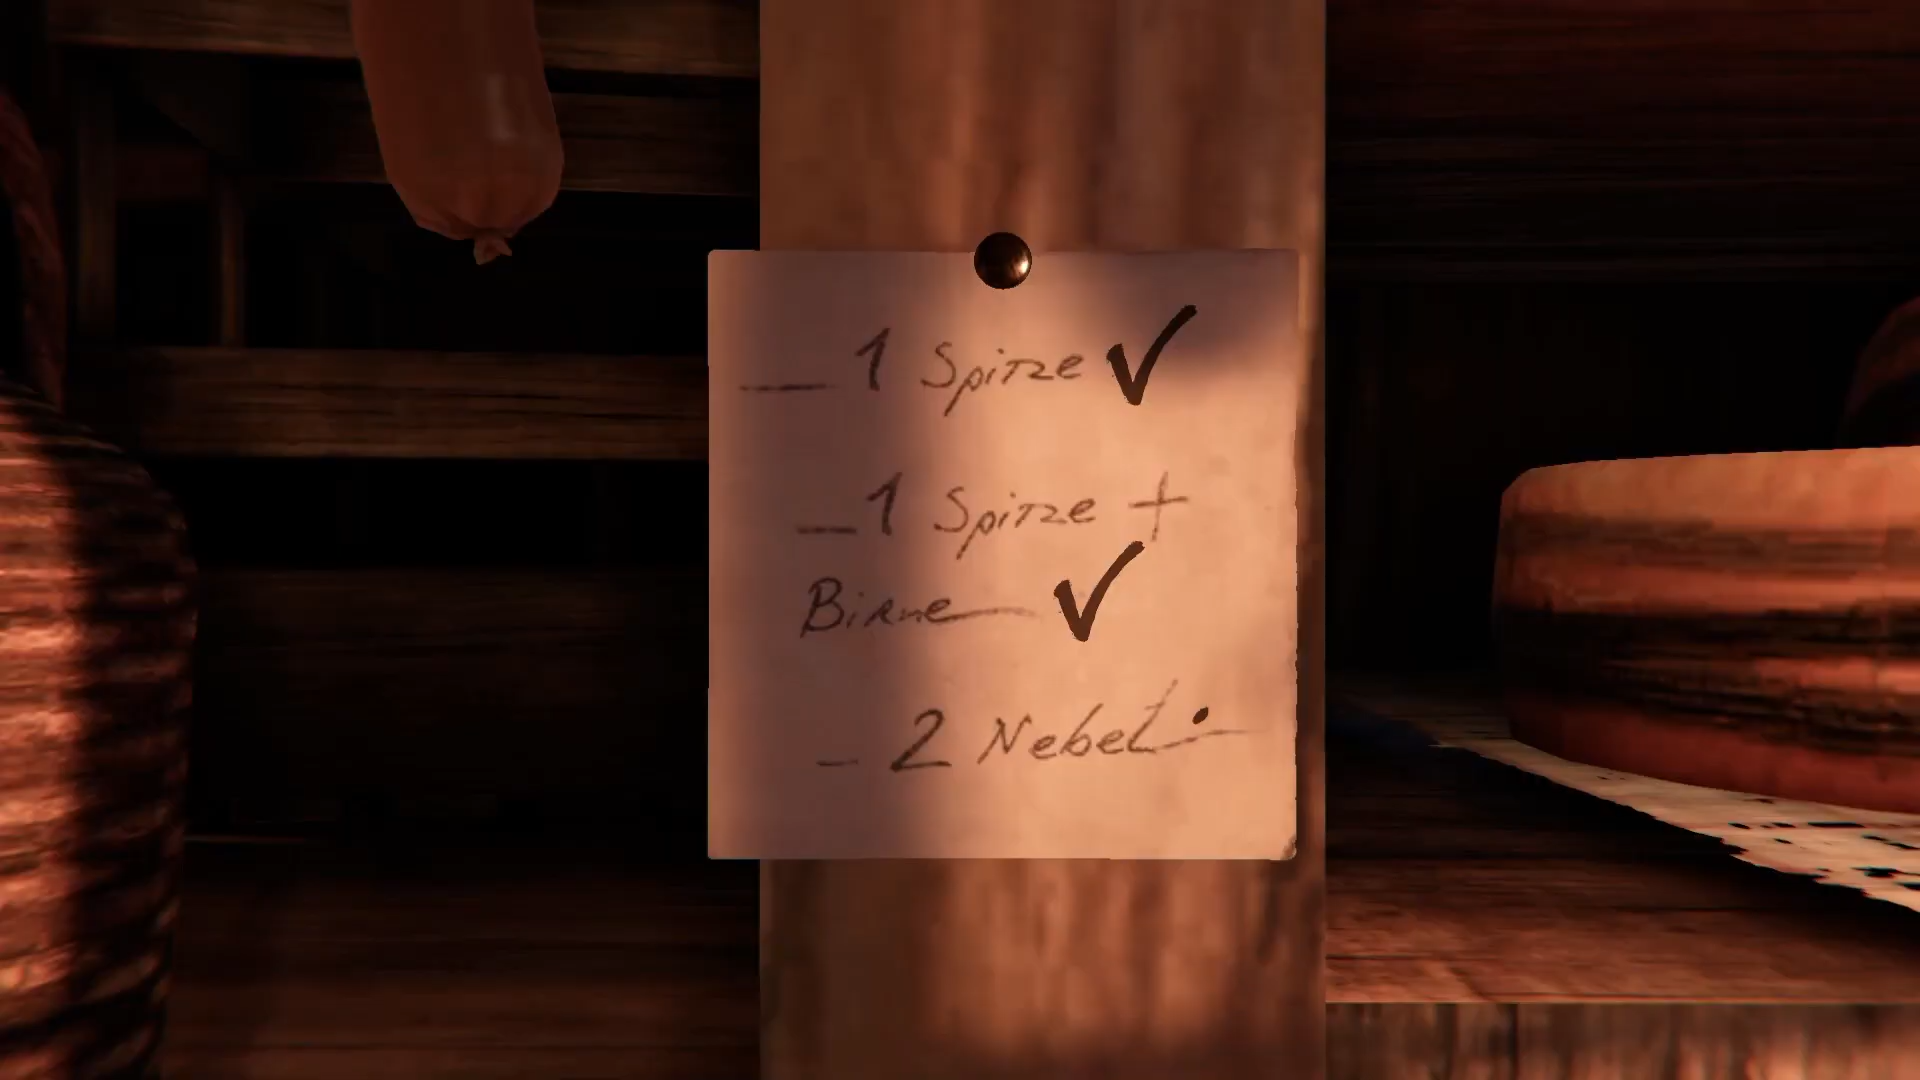 _ 1 Spitze ✓
_ 1 Spitze +
Birne ✓
_ 2 Nebel